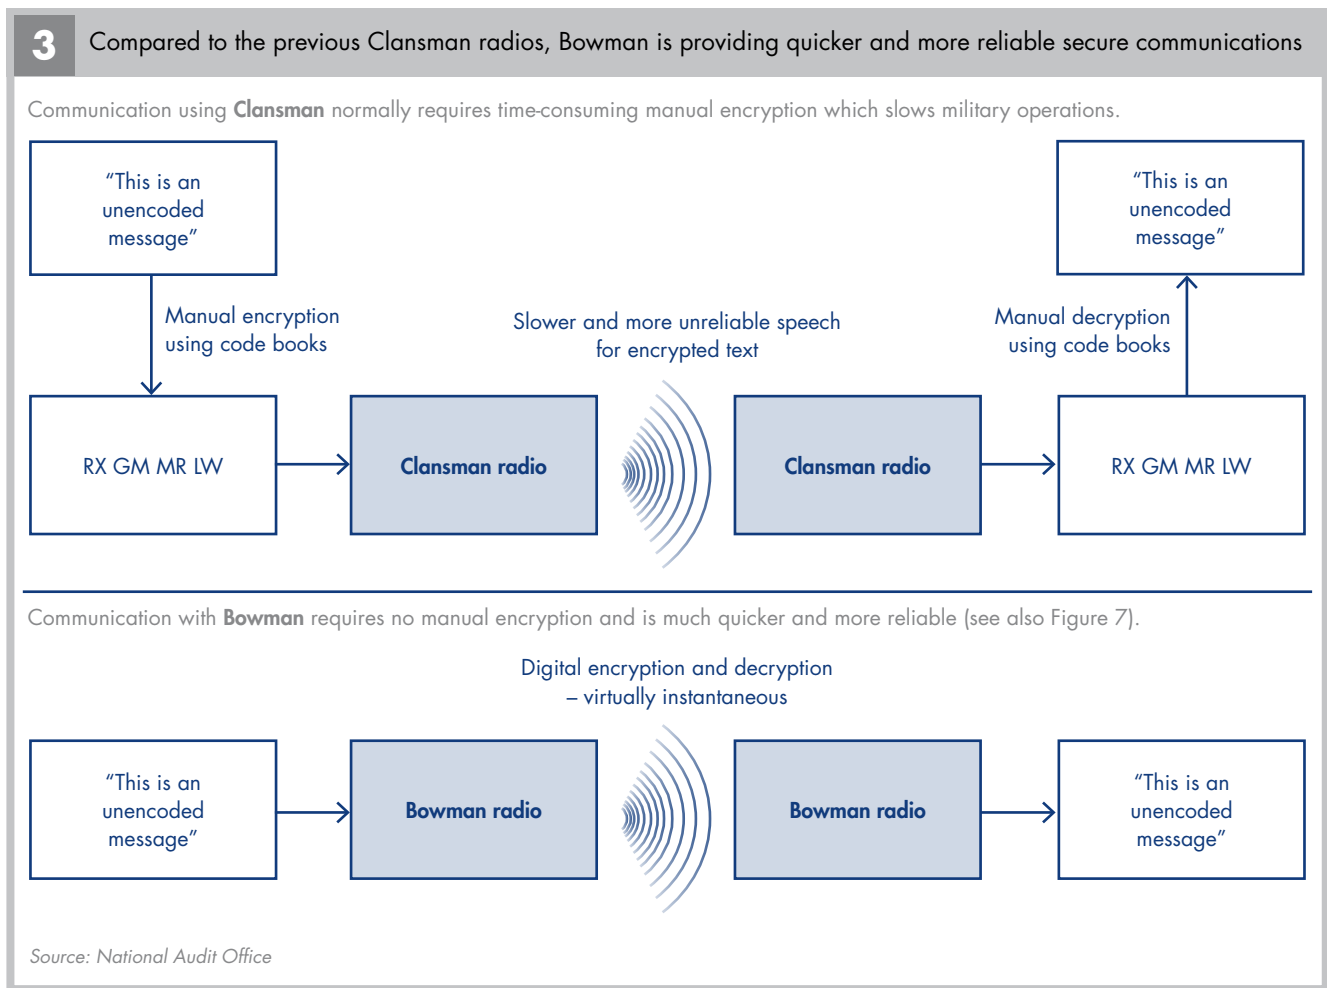 3
Compared to the previous Clansman radios, Bowman is providing quicker and more reliable secure communications
Communication using Clansman normally requires time-consuming manual encryption which slows military operations.
“This is an
unencoded
message”
Manual encryption
using code books
RX GM MR LW
Clansman radio
Slower and more unreliable speech
for encrypted text
Clansman radio
RX GM MR LW
Manual decryption
using code books
“This is an
unencoded
message”
Communication with Bowman requires no manual encryption and is much quicker and more reliable (see also Figure 7).
Digital encryption and decryption
– virtually instantaneous
“This is an
unencoded
message”
Bowman radio
Bowman radio
“This is an
unencoded
message”
Source: National Audit Office